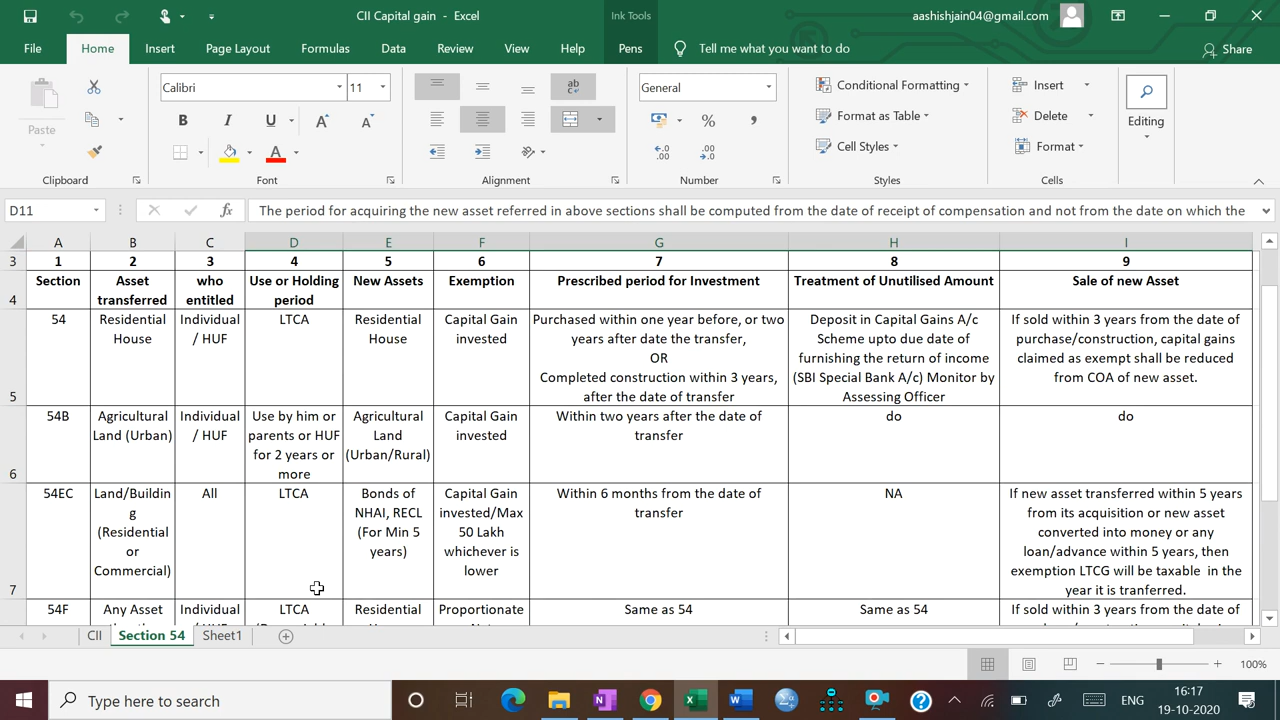 CII Capital gain - Excel
Ink Tools
aashishjain04@gmail.com
File Home Insert Page Layout Formulas Data Review View Help Pens Tell me what you want to do Share
Paste
Clipboard
Calibri 11
B I U A A
A
Font
ab
c
Alignment
General
% ,
.0 .00
Number
Conditional Formatting
Format as Table
Cell Styles
Styles
Insert
Delete
Format
Cells
Editing
D11 fx The period for acquiring the new asset referred in above sections shall be computed from the date of receipt of compensation and not from the date on which the
A B C D E F G H I
3 1 2 3 4 5 6 7 8 9
4
Section
Asset
transferred
who
entitled
Use or Holding
period
New Assets
Exemption
Prescribed period for Investment
Treatment of Unutilised Amount
Sale of new Asset
5
54
Residential
House
Individual
/ HUF
LTCA
Residential
House
Capital Gain
invested
Purchased within one year before, or two
years after date the transfer,
OR
Completed construction within 3 years,
after the date of transfer
Deposit in Capital Gains A/c
Scheme upto due date of
furnishing the return of income
(SBI Special Bank A/c) Monitor by
Assessing Officer
If sold within 3 years from the date of
purchase/construction, capital gains
claimed as exempt shall be reduced
from COA of new asset.
6
54B
Agricultural
Land (Urban)
Individual
/ HUF
Use by him or
parents or HUF
for 2 years or
more
Agricultural
Land
(Urban/Rural)
Capital Gain
invested
Within two years after the date of
transfer
do
do
7
54EC
Land/Buildin
g
(Residential
or
Commercial)
All
LTCA
Bonds of
NHAI, RECL
(For Min 5
years)
Capital Gain
invested/Max
50 Lakh
whichever is
lower
Within 6 months from the date of
transfer
NA
If new asset transferred within 5 years
from its acquisition or new asset
converted into money or any
loan/advance within 5 years, then
exemption LTCG will be taxable in the
year it is tranferred.
54F
Any Asset
Individual
LTCA
Residential
Proportionate
Same as 54
Same as 54
If sold within 3 years from the date of
CII Section 54 Sheet1
100%
Type here to search
ENG
16:17
19-10-2020